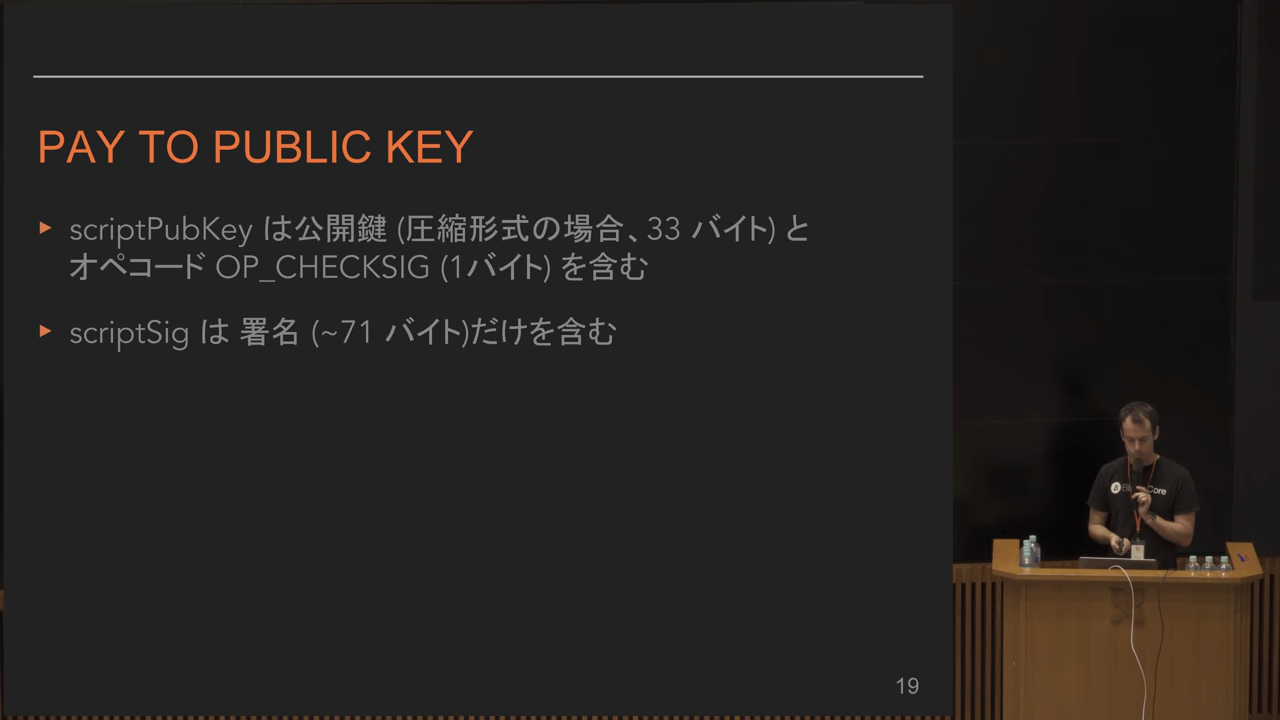 PAY TO PUBLIC KEY
scriptPubKey は公開鍵 (圧縮形式の場合、33 バイト) と
オペコード OP_CHECKSIG (1バイト) を含む
scriptSig は 署名 (~71 バイト)だけを含む
19
Core